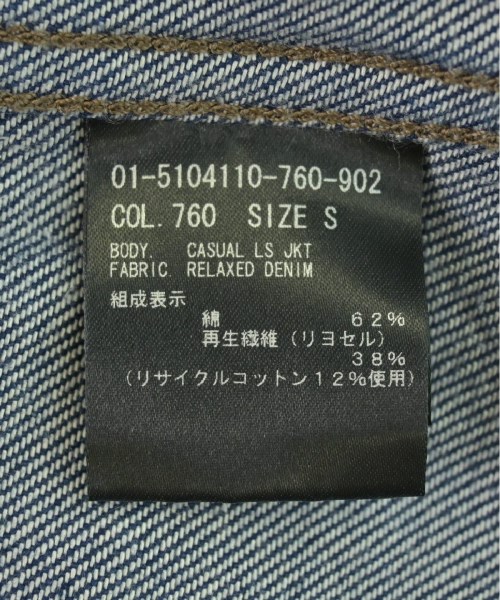 01-5104110-760-902
COL. 760 SIZE S
BODY. CASUAL LS JKT
FABRIC. RELAXED DENIM
組成表示
綿 62%
再生繊維(リヨセル)
38%
(リサイクルコットン12%使用)